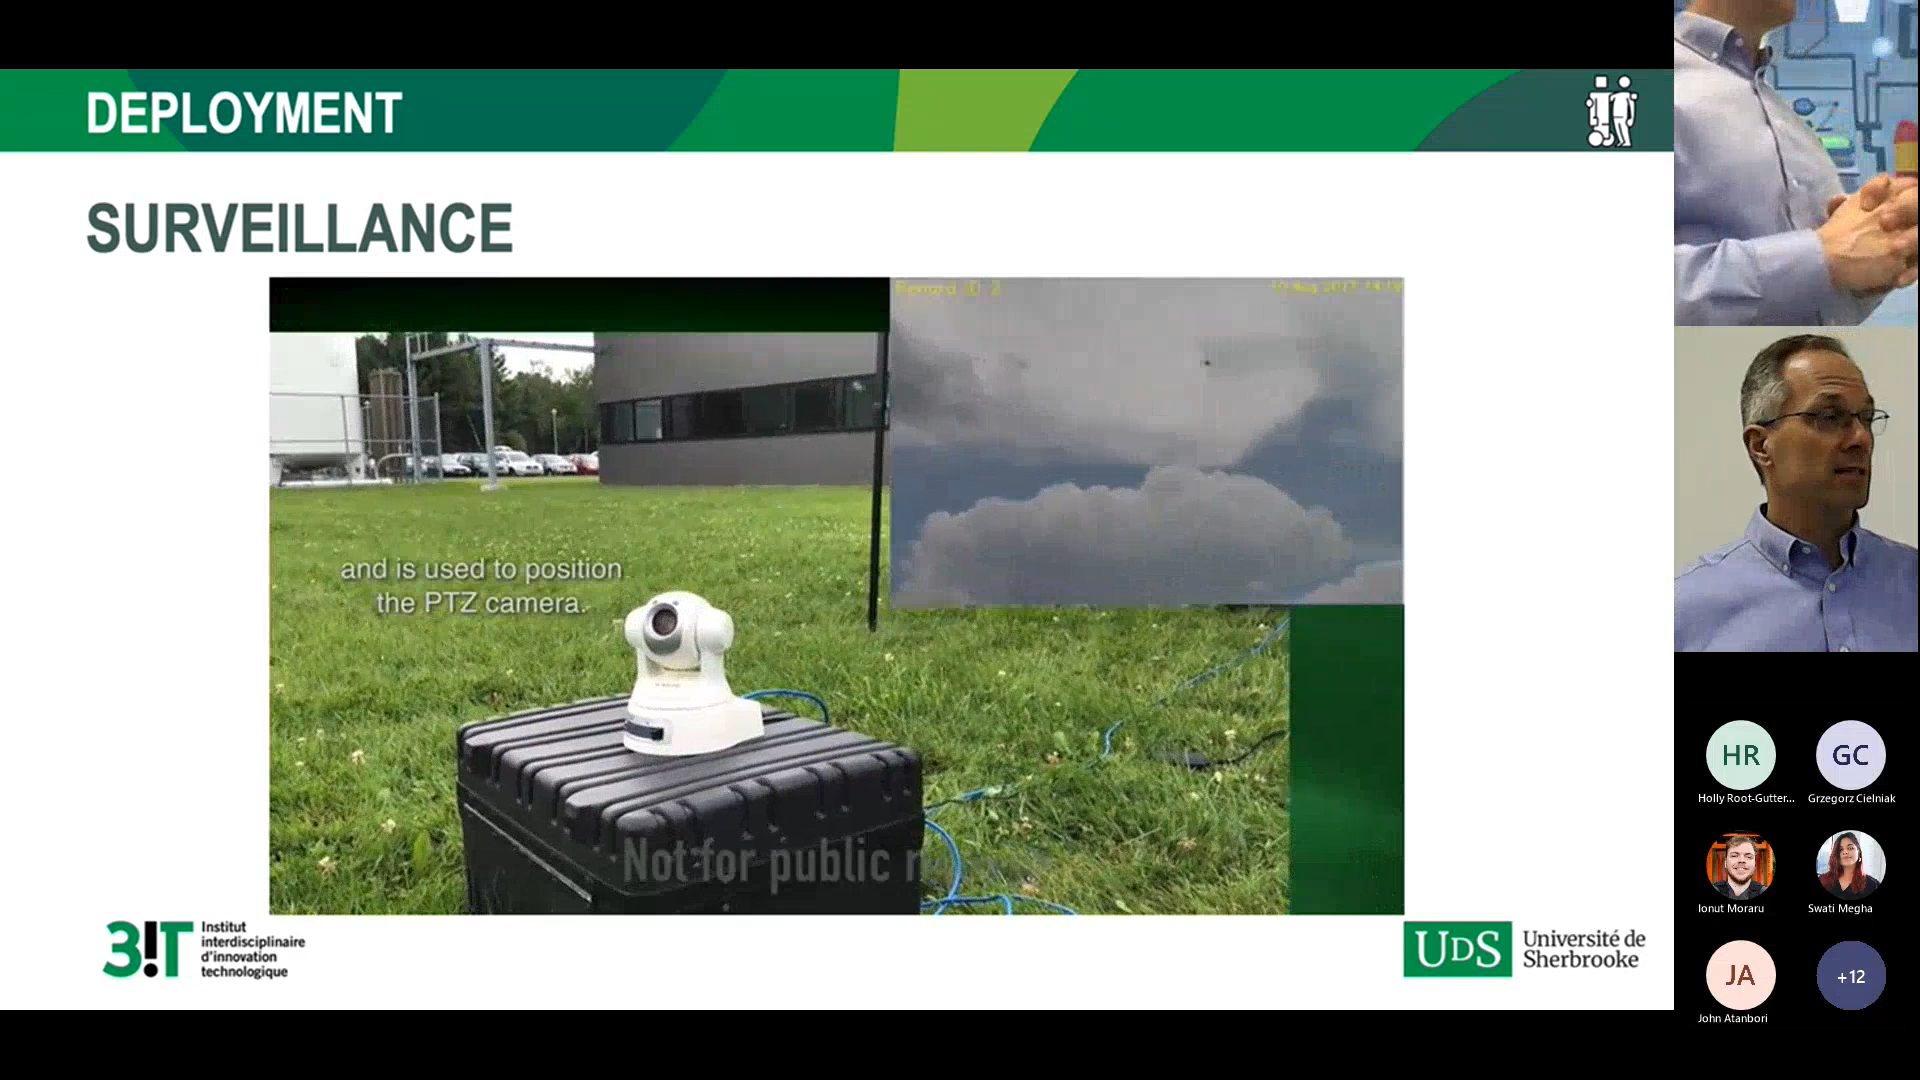 DEPLOYMENT
SURVEILLANCE
and is used to position
the PTZ camera.
Not for public
3!T
Institut
interdisciplinaire
d'innovation
technologique
UDS
Université de
Sherbrooke
HR
GC
Holly Root-Gutter...
Grzegorz Cielniak
Ionut Moraru
Swati Megha
JA
+12
John Atanbori